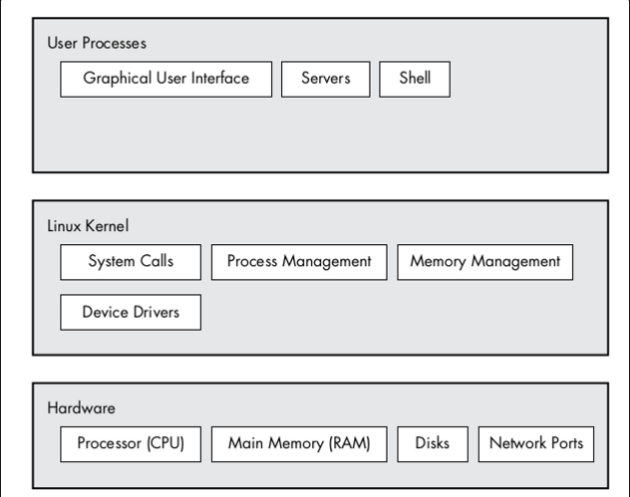 User Processes
Graphical User Interface
Servers
Shell
Linux Kernel
System Calls
Process Management
Memory Management
Device Drivers
Hardware
Processor (CPU)
Main Memory (RAM)
Disks
Network Ports